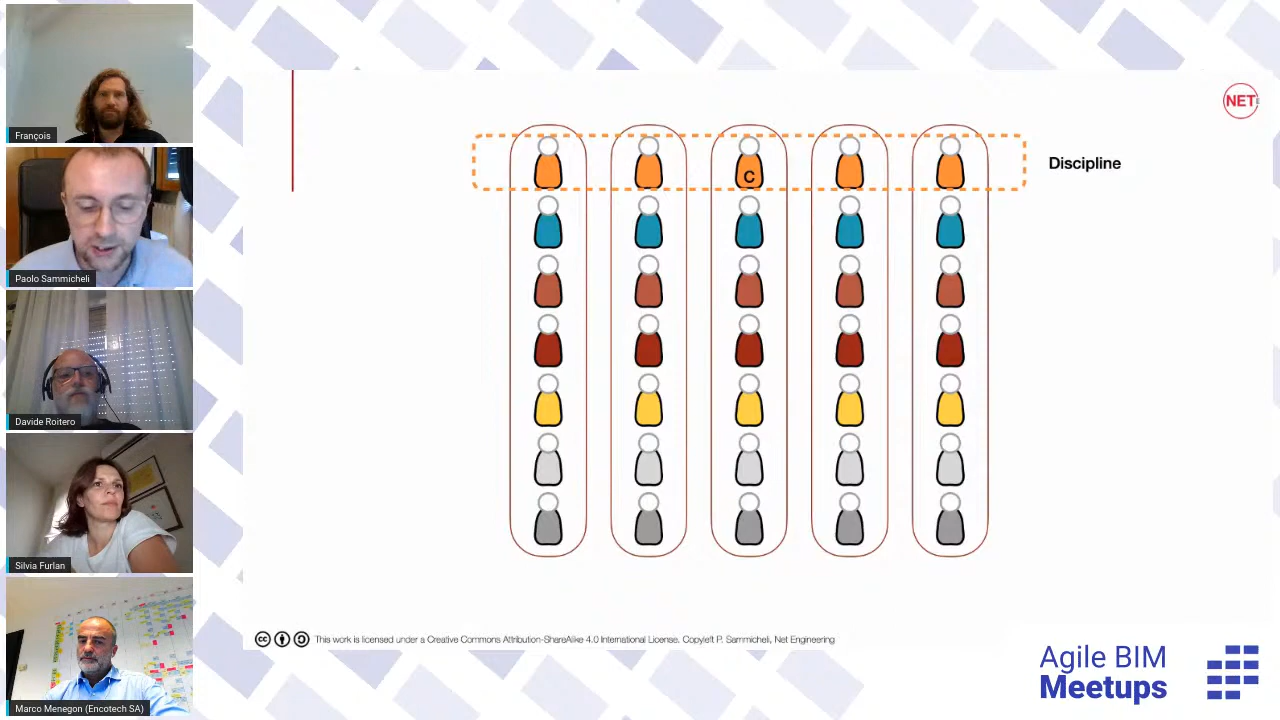 François
Paolo Sammicheli
Davide Roitero
Silvia Furlan
Marco Menegon (Encotech SA)
NET
C
Discipline
This work is licensed under a Creative Commons Attribution-ShareAlike 4.0 International License. Copyleft P. Sammicheli, Net Engineering
Agile BIM
Meetups